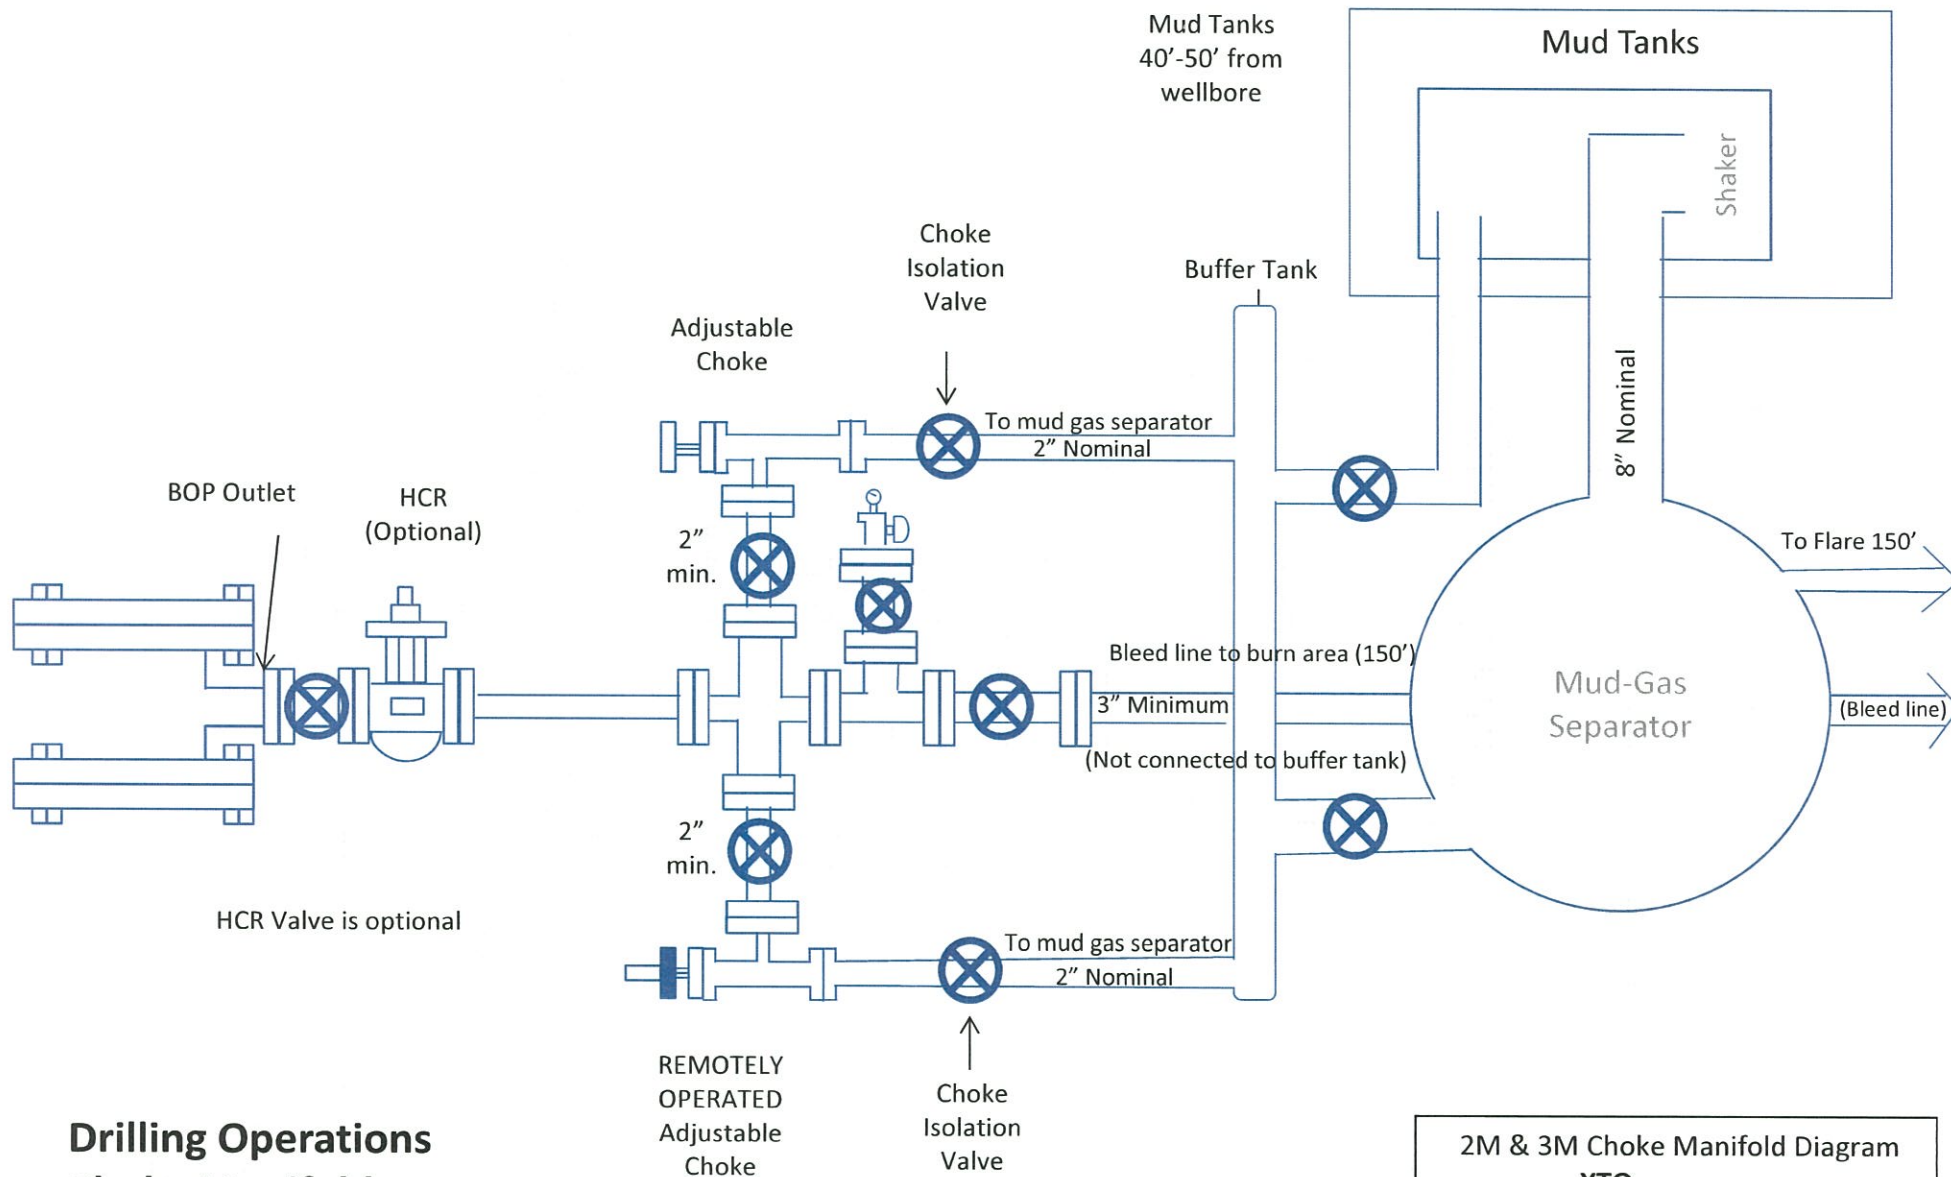 Mud Tanks
40’-50’ from
wellbore
Mud Tanks
Shaker
Choke
Isolation
Valve
Buffer Tank
Adjustable
Choke
To mud gas separator
2” Nominal
8” Nominal
BOP Outlet
HCR
(Optional)
2”
min.
To Flare 150’
Bleed line to burn area (150’)
3” Minimum
(Not connected to buffer tank)
Mud-Gas
Separator
(Bleed line)
2”
min.
HCR Valve is optional
To mud gas separator
2” Nominal
REMOTELY
OPERATED
Adjustable
Choke
Choke
Isolation
Valve
Drilling Operations
2M & 3M Choke Manifold Diagram
XTO